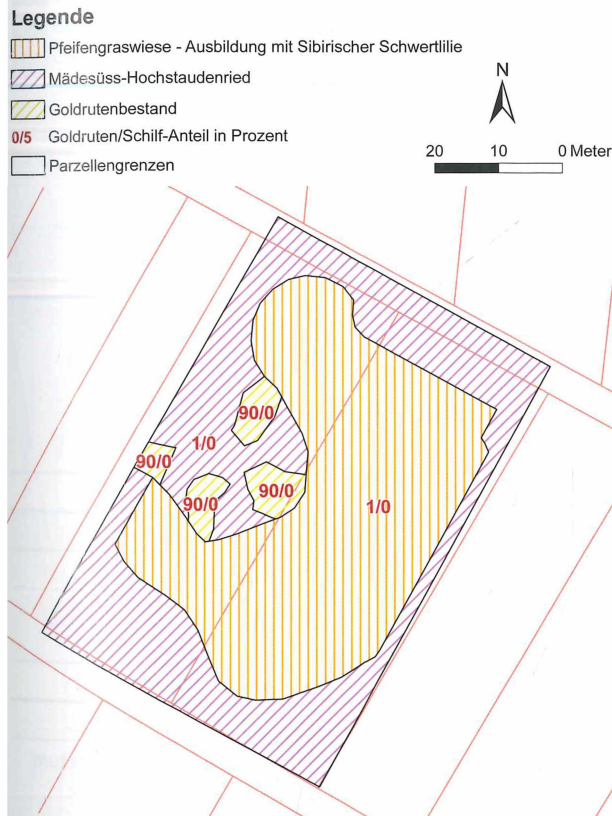 Legende
Pfeifengraswiese - Ausbildung mit Sibirischer Schwertlilie
Mädesüss-Hochstaudenried
Goldrutenbestand
0/5 Goldruten/Schilf-Anteil in Prozent
Parzellengrenzen
N
20 10 0 Meter
90/0
1/0
90/0
90/0
90/0
1/0